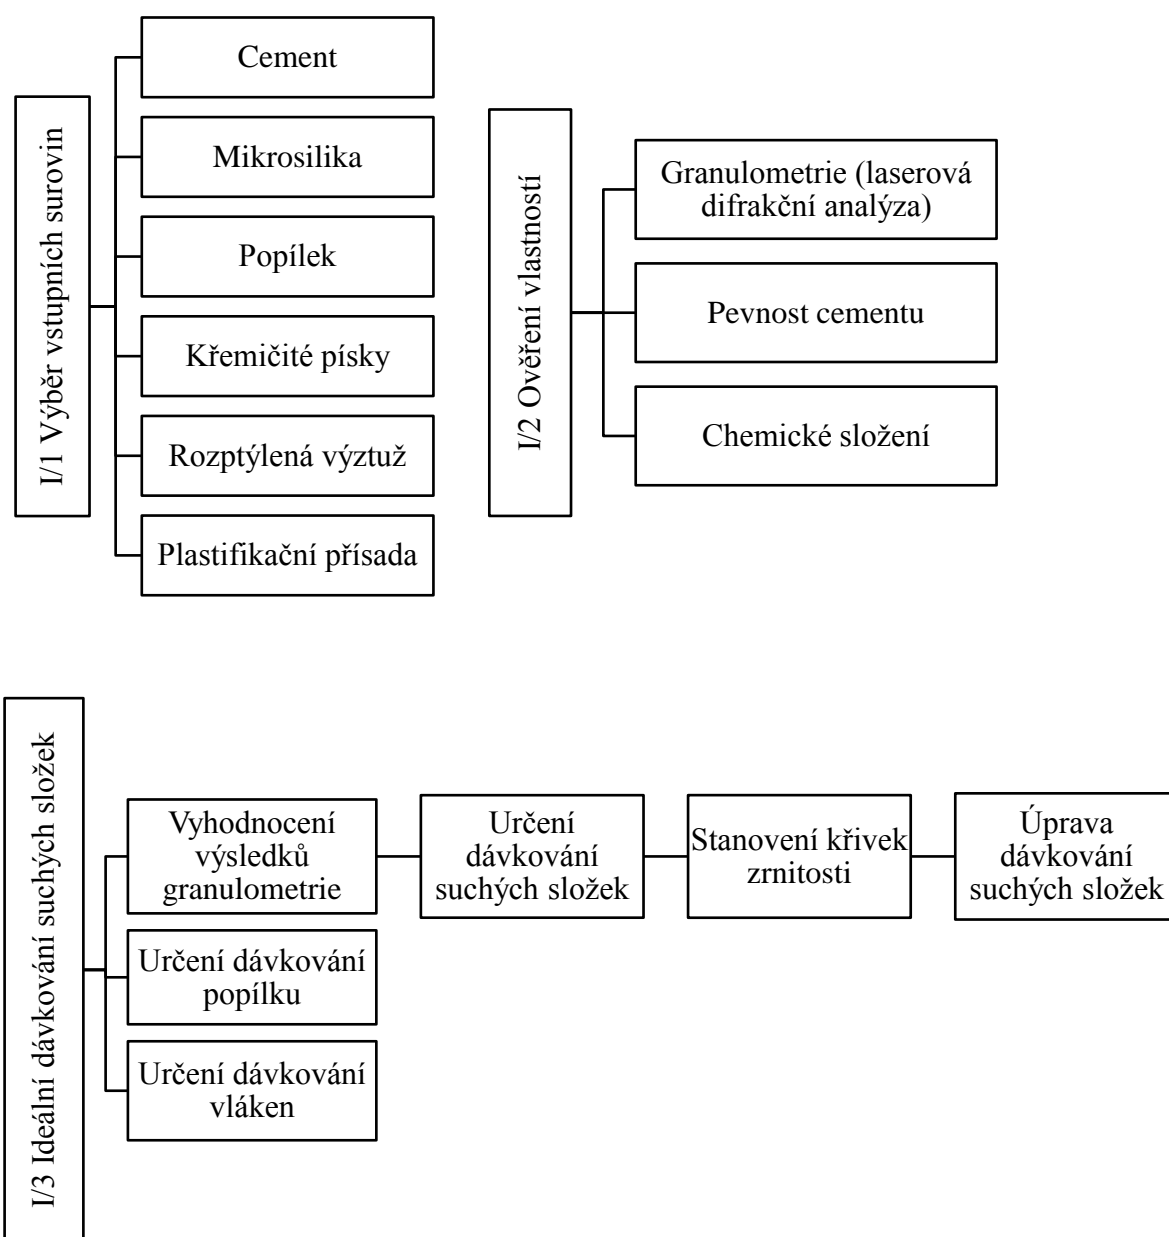 I/1 Výběr vstupních surovin
Cement
Mikrosilika
Popílek
Křemičité písky
Rozptýlená výztuž
Plastifikační přísada
I/2 Ověření vlastností
Granulometrie (laserová
difrakční analýza)
Pevnost cementu
Chemické složení
I/3 Ideální dávkování suchých složek
Vyhodnocení
výsledků
granulometrie
Určení
dávkování
suchých složek
Stanovení křivek
zrnitosti
Úprava
dávkování
suchých složek
Určení dávkování
popílku
Určení dávkování
vláken